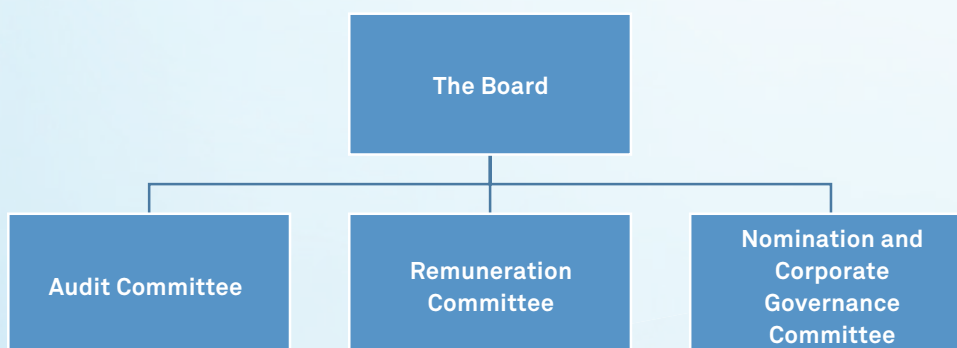 The Board
Audit Committee
Remuneration
Committee
Nomination and
Corporate
Governance
Committee